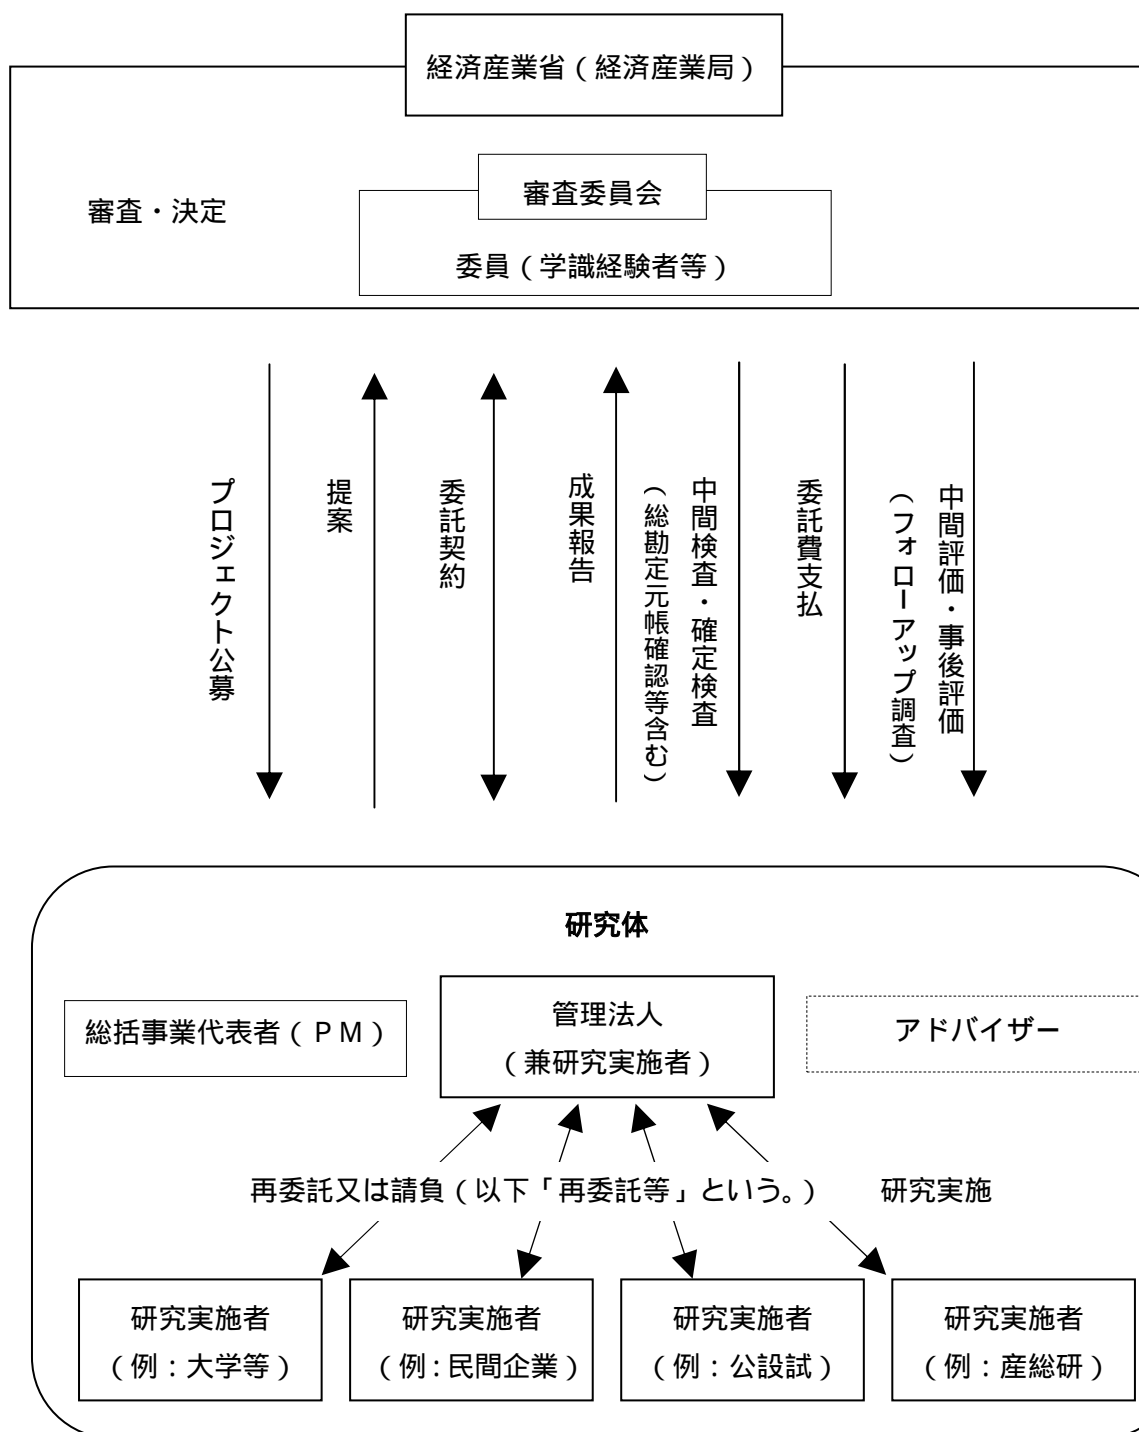 経済産業省（経済産業局）
審査委員会
審査・決定
委員（学識経験者等）
プロジェクト公募
提案
委託契約
成果報告
中間検査・確定検査
（総勘定元帳確認等含む）
委託費支払
中間評価・事後評価
（フォローアップ調査）
研究体
総括事業代表者（ＰＭ）
管理法人
（兼研究実施者）
アドバイザー
再委託又は請負（以下「再委託等」という。）
研究実施
研究実施者
（例：大学等）
研究実施者
（例：民間企業）
研究実施者
（例：公設試）
研究実施者
（例：産総研）